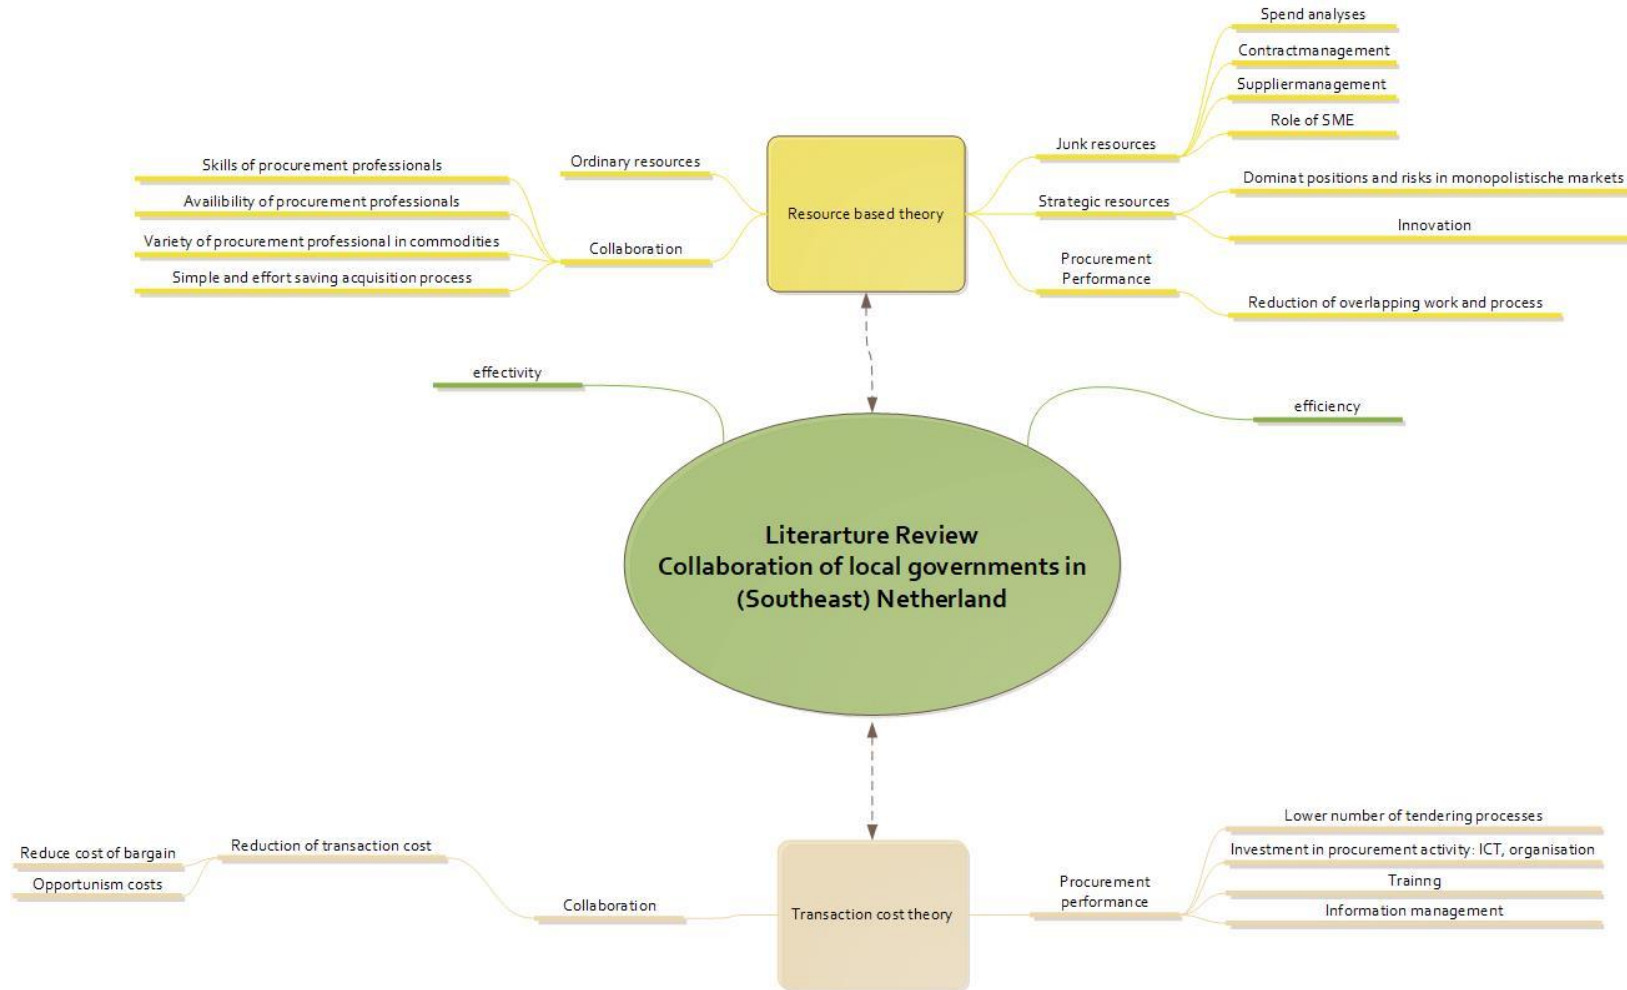 Spend analyses
Contractmanagement
Suppliermanagement
Role of SME
Junk resources
Ordinary resources
Skills of procurement professionals
Availibility of procurement professionals
Variety of procurement professional in commodities
Simple and effort saving acquisition process
Collaboration
Resource based theory
Strategic resources
Dominat positions and risks in monopolistische markets
Innovation
Procurement
Performance
Reduction of overlapping work and process
effectivity
efficiency
Literarture Review
Collaboration of local governments in
(Southeast) Netherland
Reduce cost of bargain
Opportunism costs
Reduction of transaction cost
Collaboration
Transaction cost theory
Procurement
performance
Lower number of tendering processes
Investment in procurement activity: ICT, organisation
Trainng
Information management